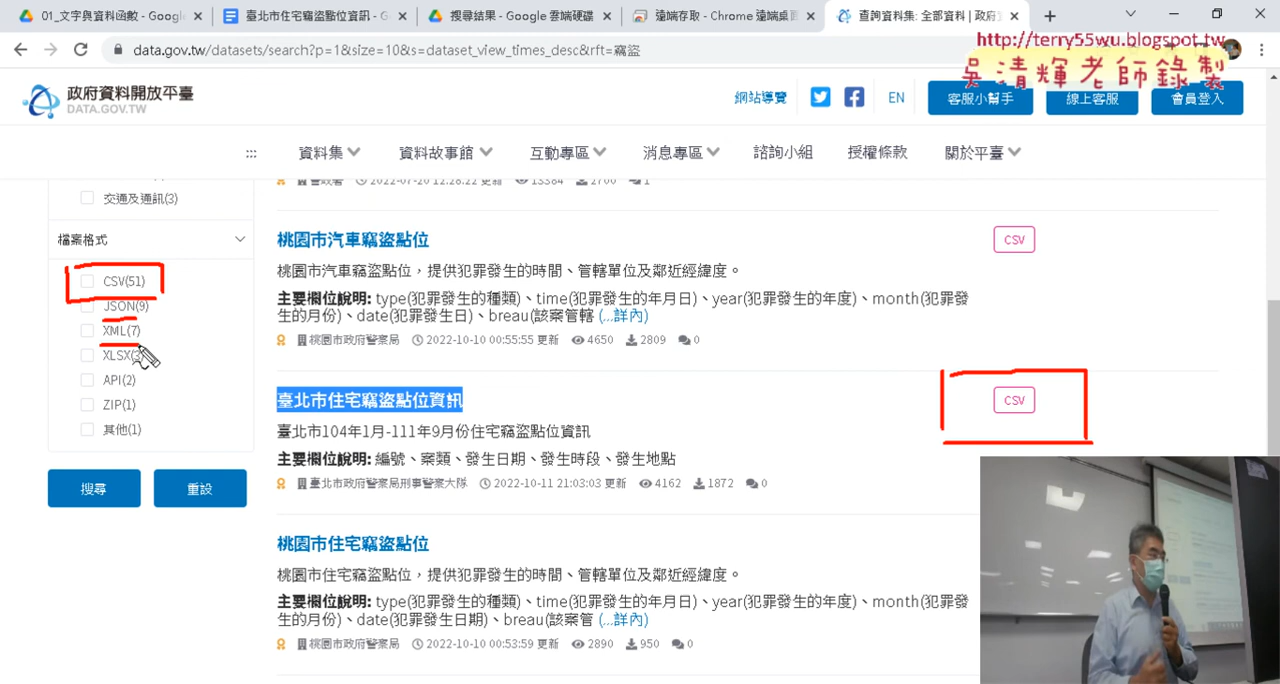 01_文字與資料函數 - Google
臺北市住宅竊盜點位資訊 - G
搜尋結果 - Google 雲端硬碟
遠端存取 - Chrome 遠端桌面
查詢資料集: 全部資料 | 政府資
data.gov.tw/datasets/search?p=1&size=10&s=dataset_view_times_desc&rft=竊盜
http://terry55wu.blogspot.tw
吳清輝老師錄製
政府資料開放平臺
DATA.GOV.TW
網站導覽
EN
客服小幫手
線上客服
會員登入
:::
資料集
資料故事館
互動專區
消息專區
諮詢小組
授權條款
關於平臺
交通及通訊(3)
檔案格式
CSV(51)
JSON(9)
XML(7)
XLSX(3)
API(2)
ZIP(1)
其他(1)
搜尋
重設
警政署 2022-07-20 12:28:22 更新 13384 2700 1
桃園市汽車竊盜點位
CSV
桃園市汽車竊盜點位，提供犯罪發生的時間、管轄單位及鄰近經緯度。
主要欄位說明: type(犯罪發生的種類)、time(犯罪發生的年月日)、year(犯罪發生的年度)、month(犯罪發
生的月份)、date(犯罪發生日)、breau(該案管轄 (...詳內)
桃園市政府警察局 2022-10-10 00:55:55 更新 4650 2809 0
臺北市住宅竊盜點位資訊
CSV
臺北市104年1月-111年9月份住宅竊盜點位資訊
主要欄位說明: 編號、案類、發生日期、發生時段、發生地點
臺北市政府警察局刑事警察大隊 2022-10-11 21:03:03 更新 4162 1872 0
桃園市住宅竊盜點位
桃園市住宅竊盜點位，提供犯罪發生的時間、管轄單位及鄰近經緯度。
主要欄位說明: type(犯罪發生的種類)、time(犯罪發生的年月日)、year(犯罪發生的年度)、month(犯罪發
生的月份)、date(犯罪發生日期)、breau(該案管 (...詳內)
桃園市政府警察局 2022-10-10 00:53:59 更新 2890 950 0